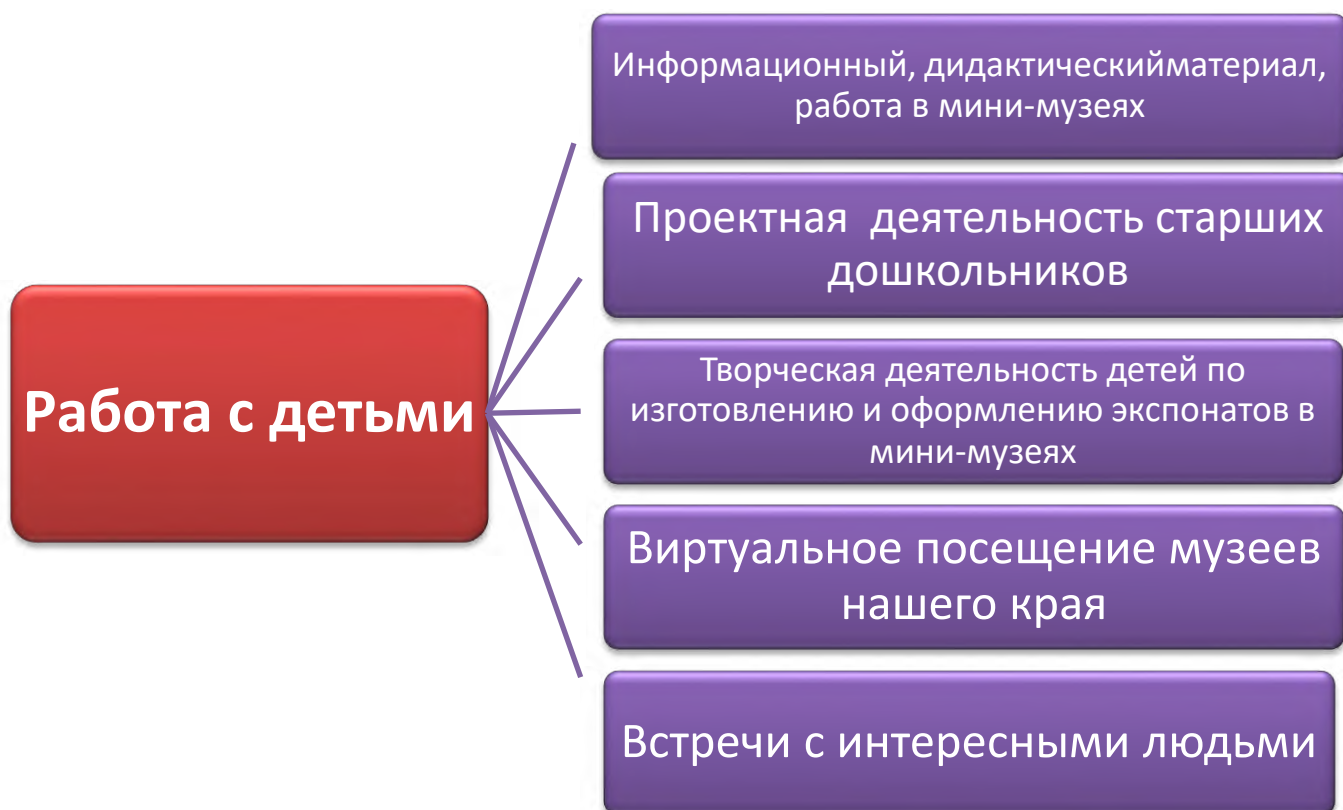 Информационный, дидактическийматериал,
работа в мини-музеях
Проектная деятельность старших
дошкольников
Работа с детьми
Творческая деятельность детей по
изготовлению и оформлению экспонатов в
мини-музеях
Виртуальное посещение музеев
нашего края
Встречи с интересными людьми